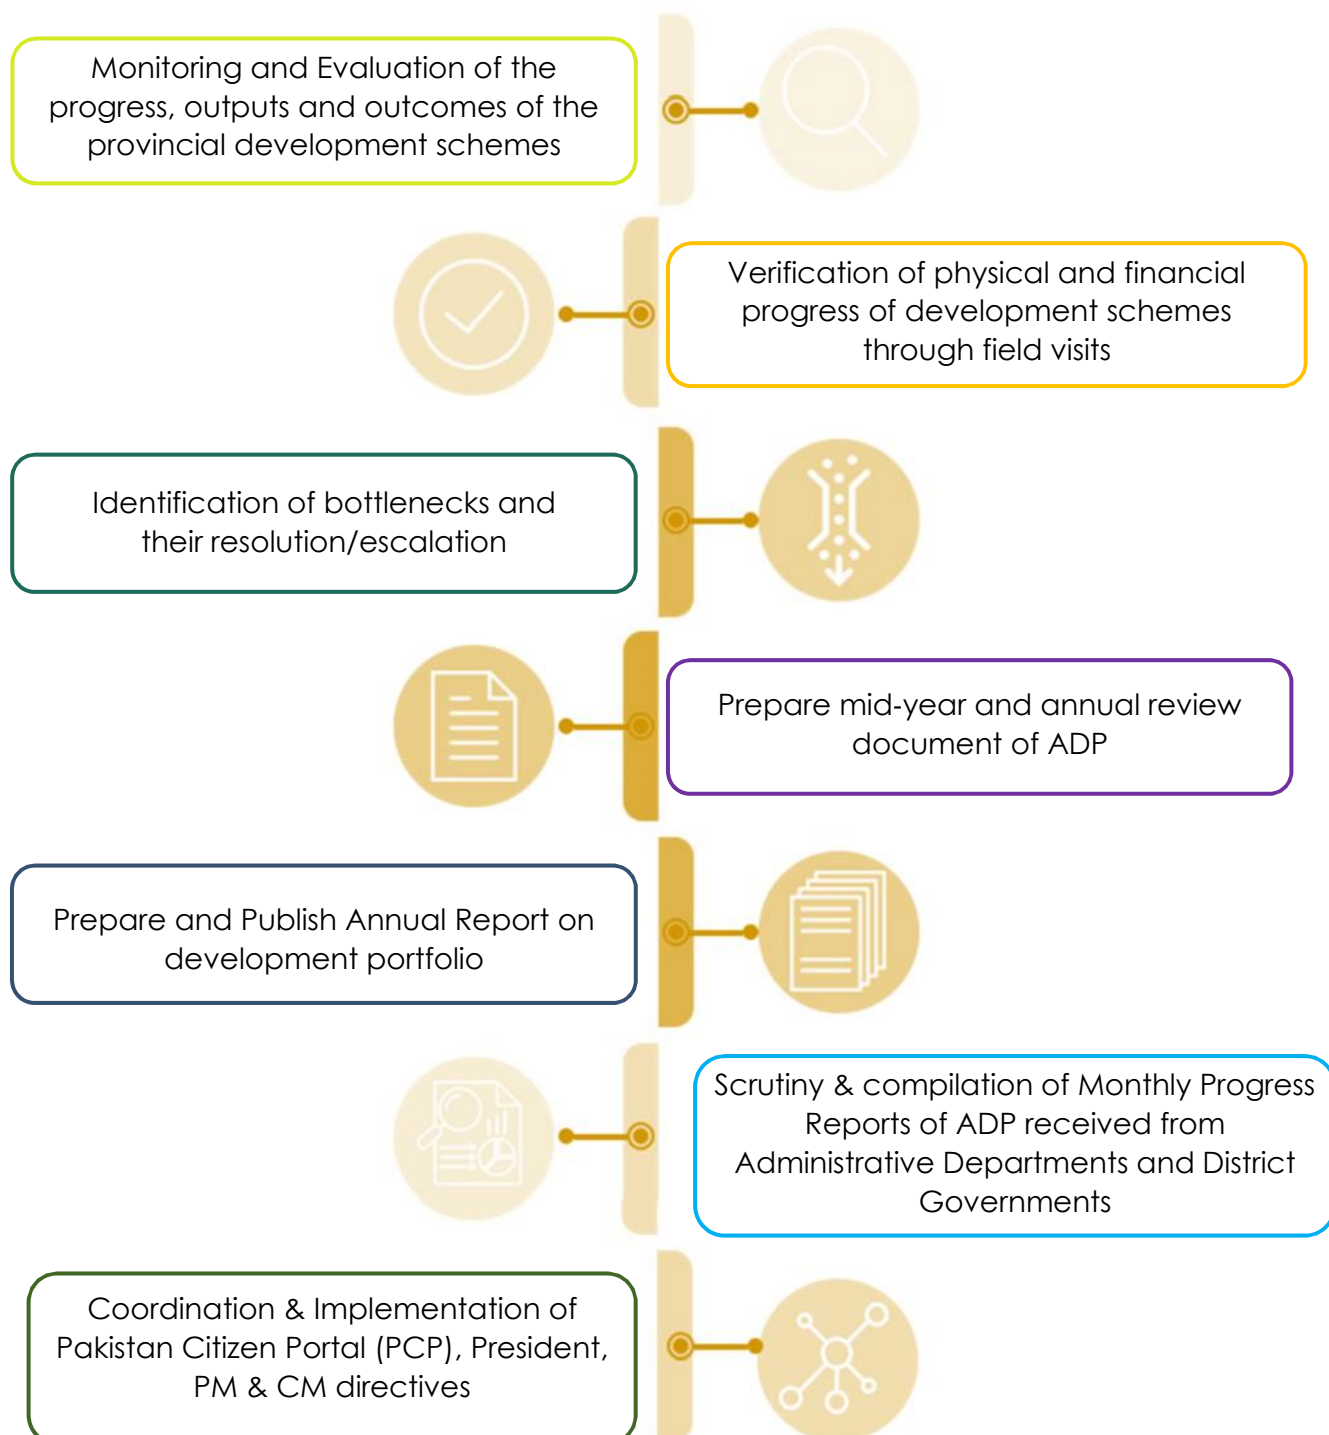 Monitoring and Evaluation of the
progress, outputs and outcomes of the
provincial development schemes
Verification of physical and financial
progress of development schemes
through field visits
Identification of bottlenecks and
their resolution/escalation
Prepare mid-year and annual review
document of ADP
Prepare and Publish Annual Report on
development portfolio
Scrutiny & compilation of Monthly Progress
Reports of ADP received from
Administrative Departments and District
Governments
Coordination & Implementation of
Pakistan Citizen Portal (PCP), President,
PM & CM directives